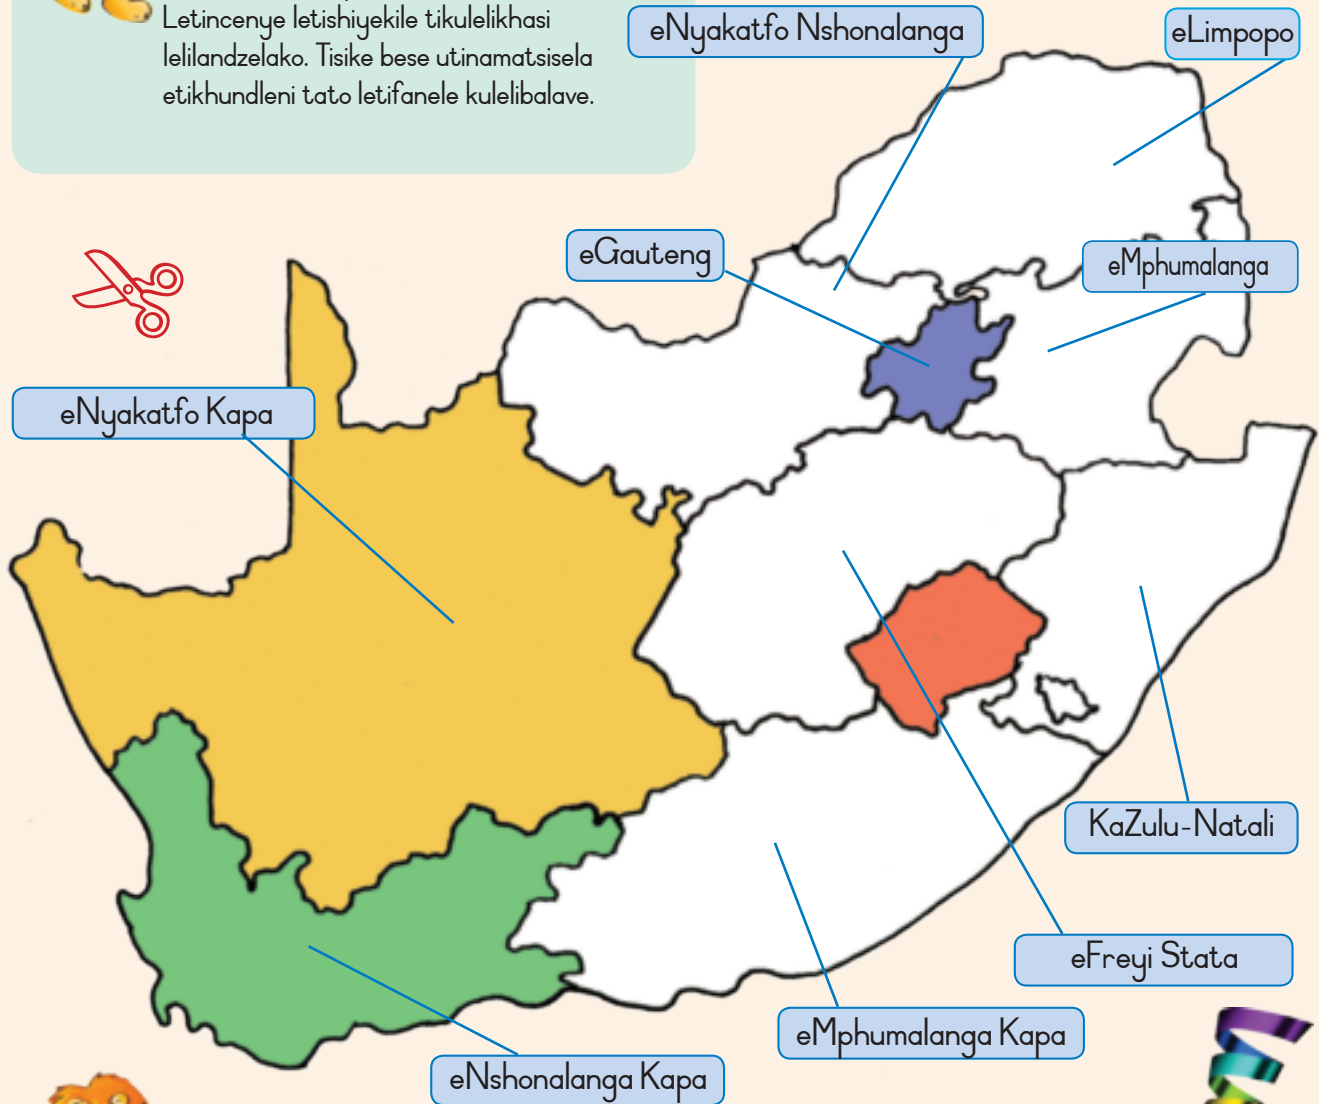 Letincenye letishiyekile tikulelikhasi
lelilandzelako. Tisike bese utinamatsisela
etikhundleni tato letifanele kulelibalave.
eNyakatfo Nshonalanga
eLimpopo
eGauteng
eMphumalanga
eNyakatfo Kapa
KaZulu-Natali
eFreyi Stata
eMphumalanga Kapa
eNshonalanga Kapa